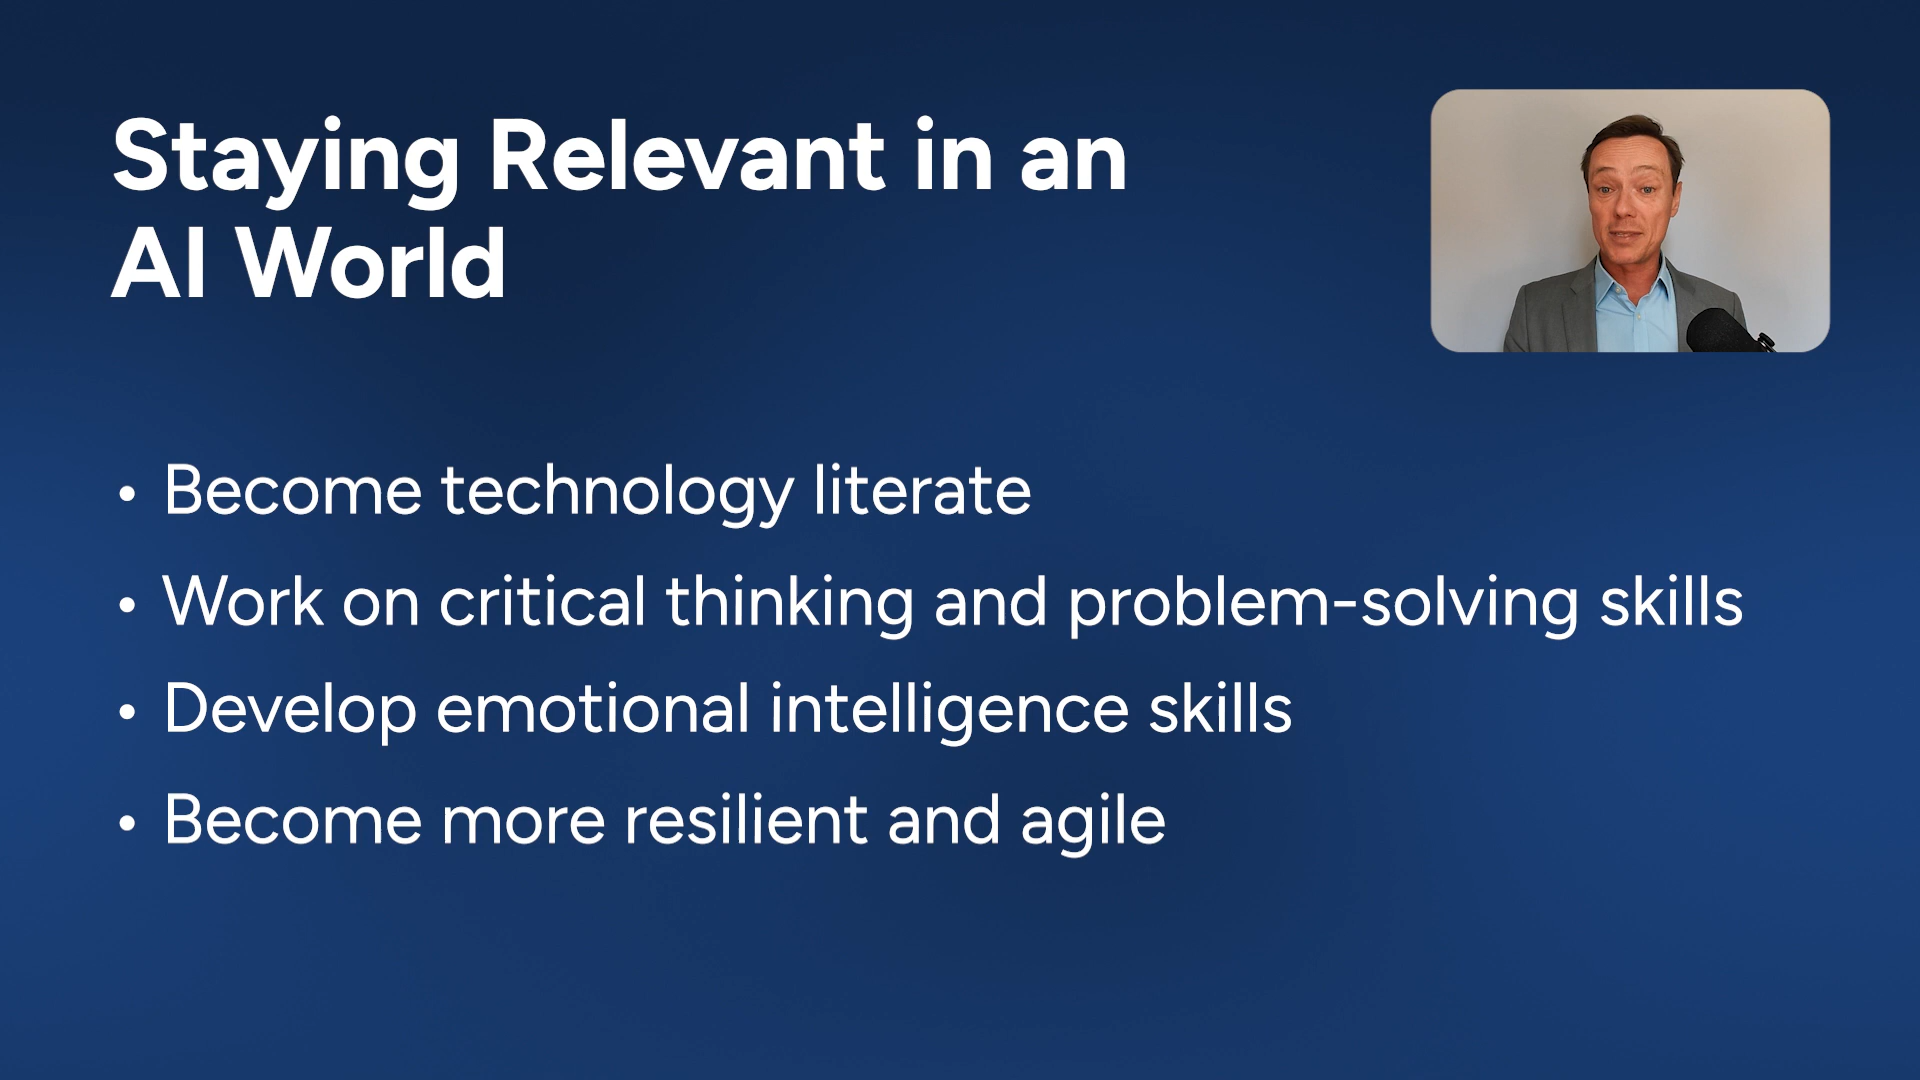 Staying Relevant in an
AI World
• Become technology literate
• Work on critical thinking and problem-solving skills
• Develop emotional intelligence skills
• Become more resilient and agile